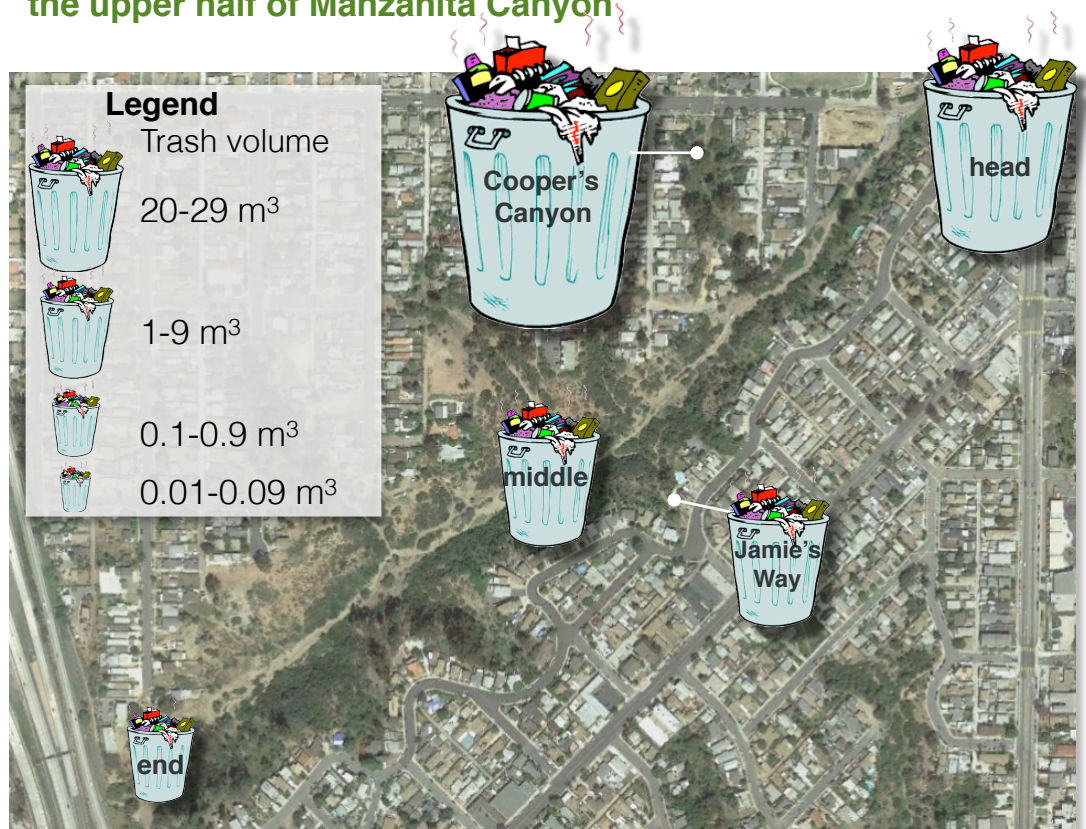 the upper half of Manzanita Canyon
Legend
Trash volume
20-29 m³
1-9 m³
0.1-0.9 m³
0.01-0.09 m³
Cooper's
Canyon
head
middle
Jamie's
Way
end